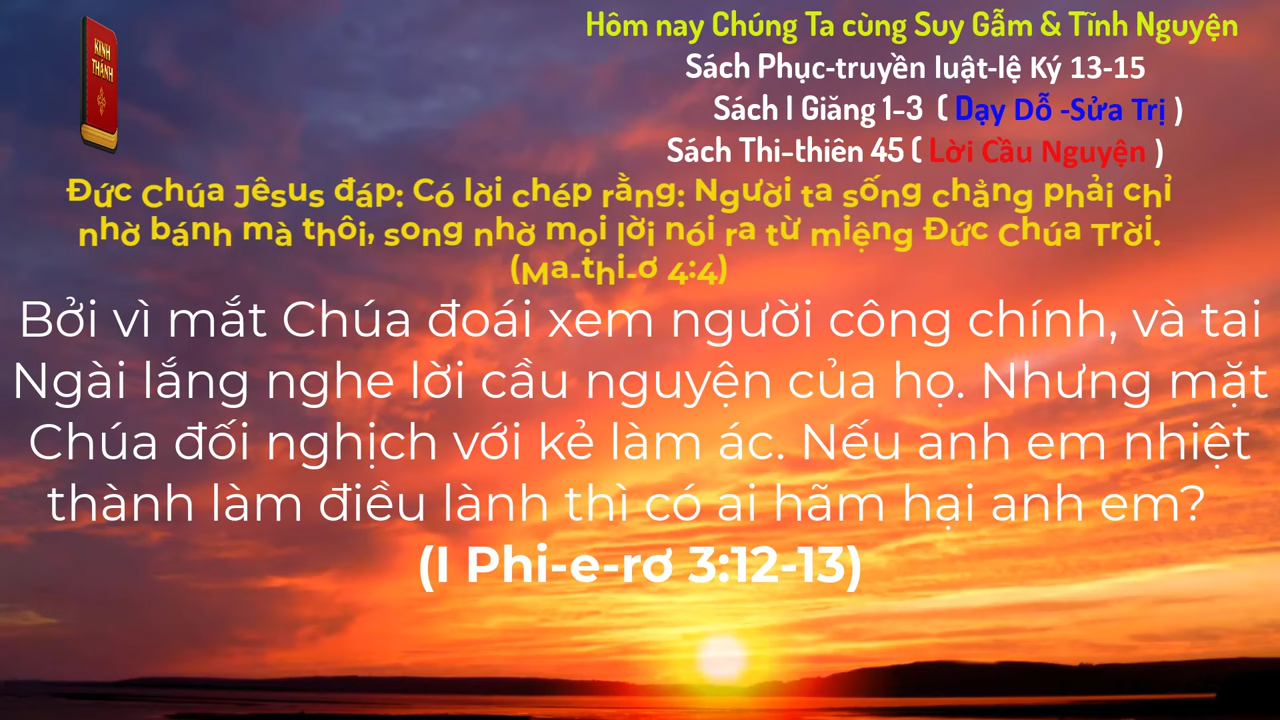 KINH
THÁNH
Hôm nay Chúng Ta cùng Suy Gẫm & Tĩnh Nguyện
Sách Phục-truyền luật-lệ Ký 13-15
Sách I Giăng 1-3 ( Dạy Dỗ -Sửa Trị )
Sách Thi-thiên 45 ( Lời Cầu Nguyện )
Đức Chúa Jêsus đáp: Có lời chép rằng: Người ta sống chẳng phải chỉ
nhờ bánh mà thôi, song nhờ mọi lời nói ra từ miệng Đức Chúa Trời.
(Ma-thi-ơ 4:4)
Bởi vì mắt Chúa đoái xem người công chính, và tai
Ngài lắng nghe lời cầu nguyện của họ. Nhưng mặt
Chúa đối nghịch với kẻ làm ác. Nếu anh em nhiệt
thành làm điều lành thì có ai hãm hại anh em?
(I Phi-e-rơ 3:12-13)